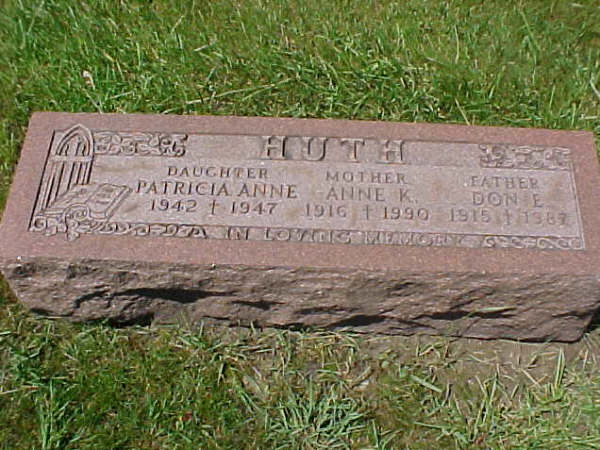 HUTH
DAUGHTER MOTHER FATHER
PATRICIA ANNE ANNE K. DON E.
1942 † 1947 1916 † 1990 1915 † 1987
IN LOVING MEMORY